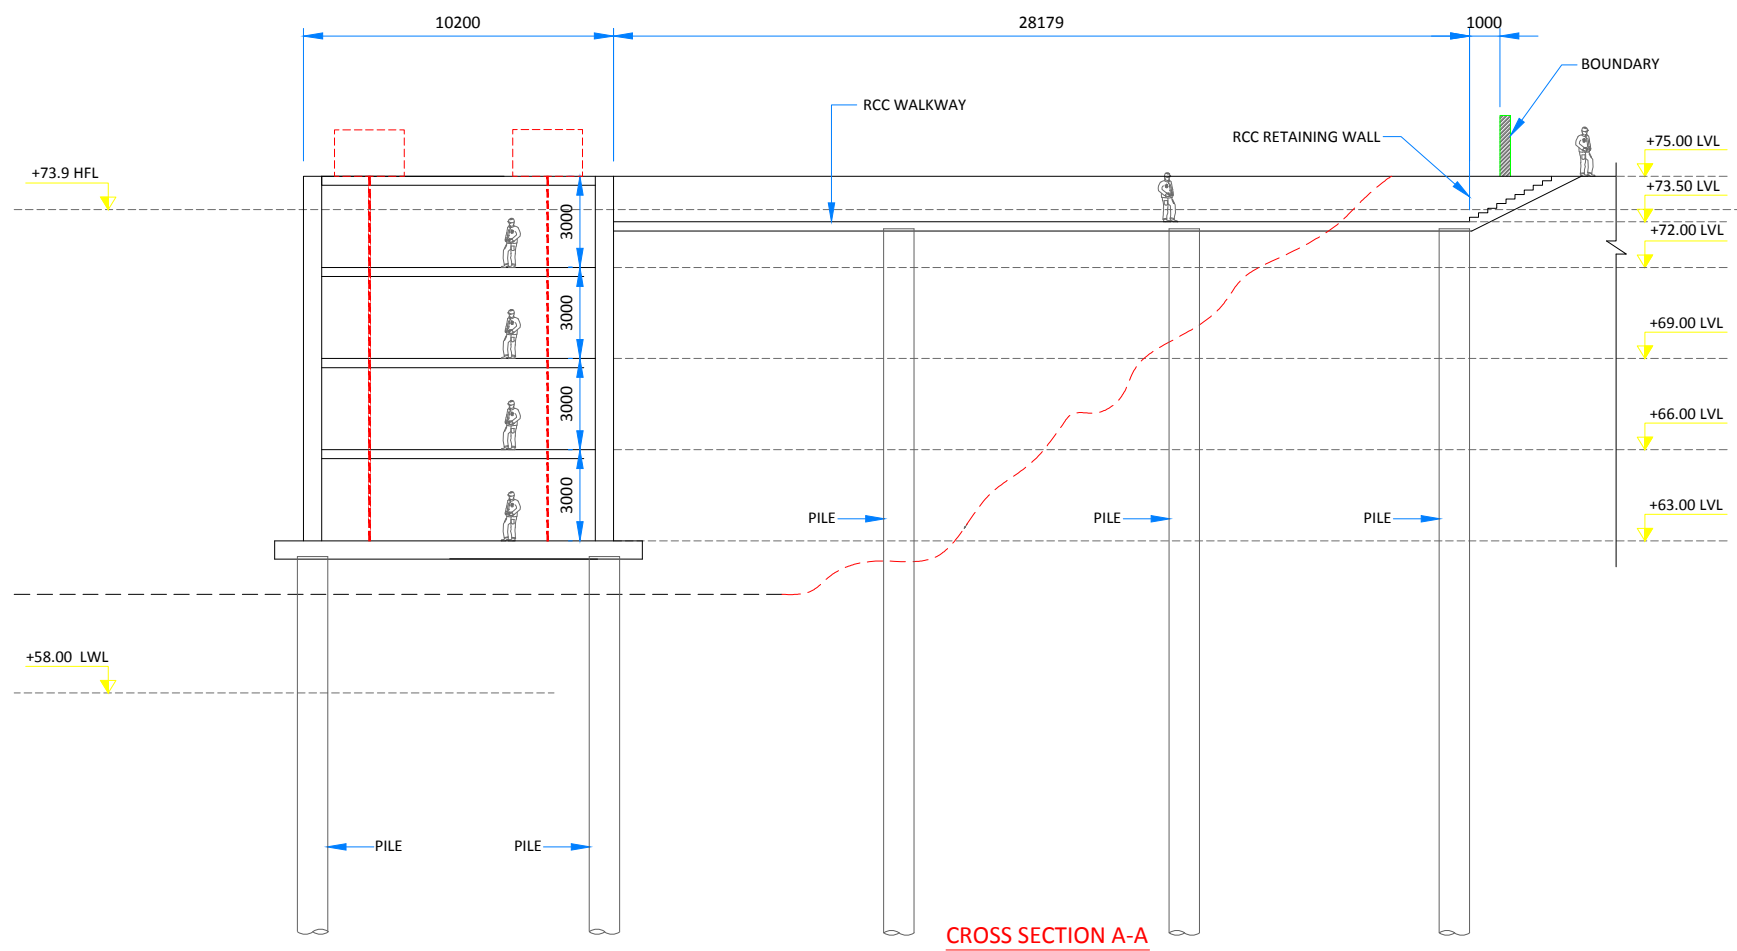 10200
28179
1000
BOUNDARY
RCC WALKWAY
RCC RETAINING WALL
+75.00 LVL
+73.9 HFL
+73.50 LVL
3000
+72.00 LVL
3000
+69.00 LVL
3000
+66.00 LVL
3000
+63.00 LVL
PILE
PILE
PILE
+58.00 LWL
PILE
PILE
CROSS SECTION A-A